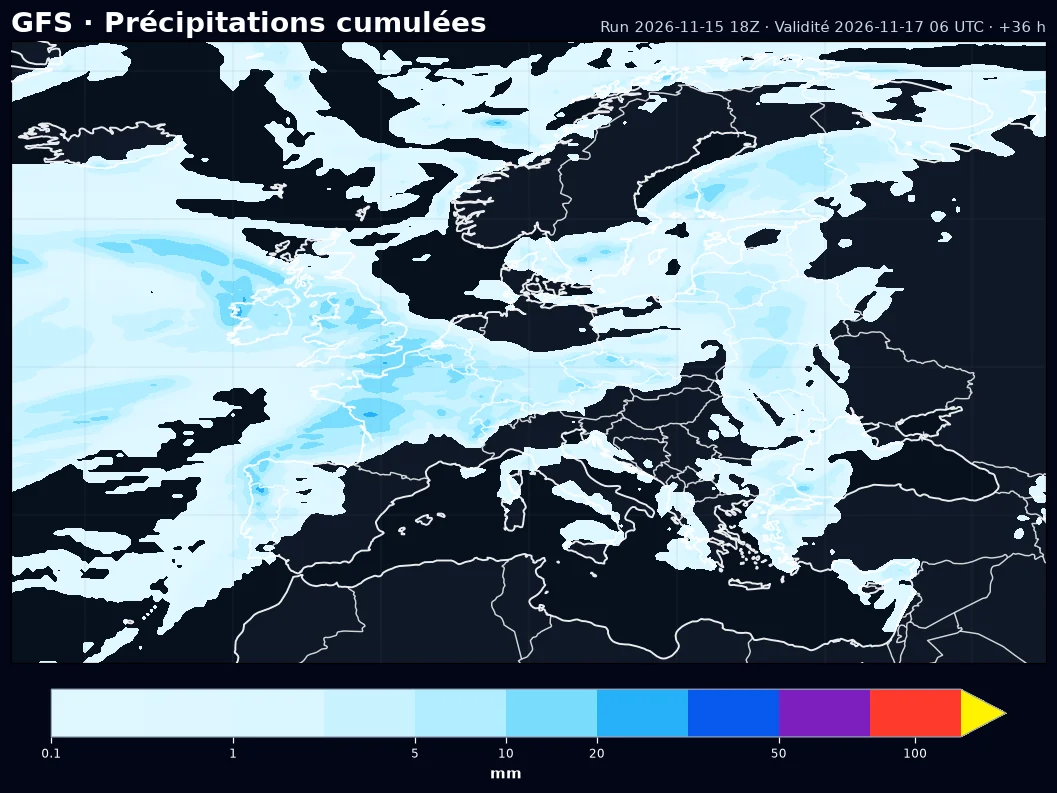 GFS · Précipitations cumulées
Run 2026-11-15 18Z · Validité 2026-11-17 06 UTC · +36 h
0.1 1 5 10 20 50 100
mm